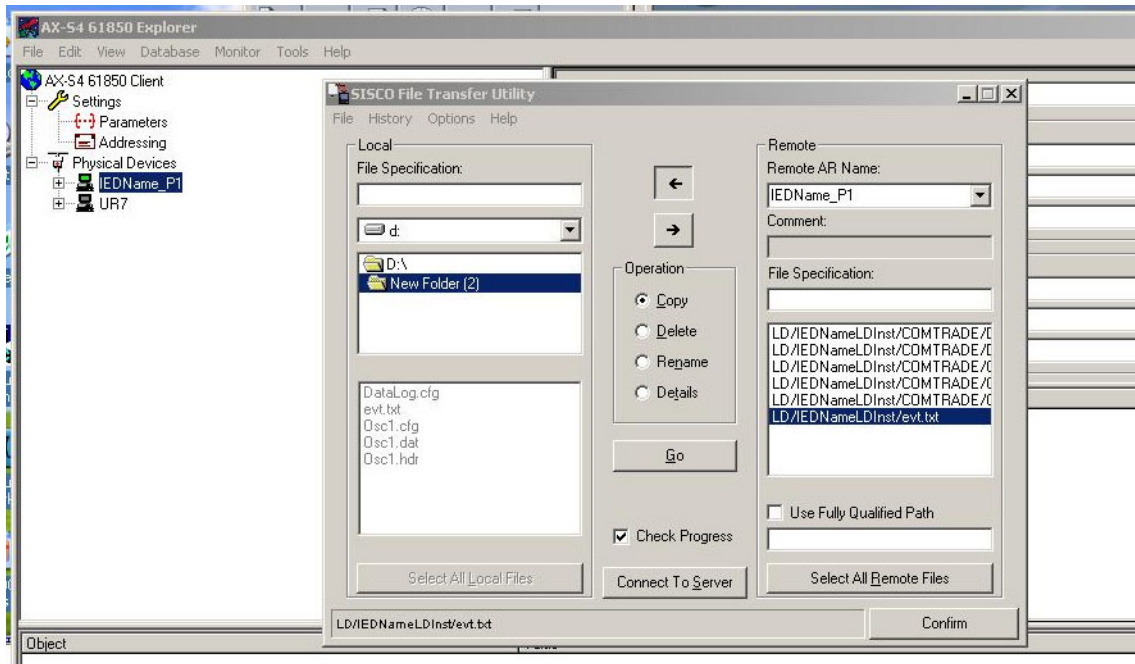 AX-S4 61850 Explorer
File Edit View Database Monitor Tools Help
AX-S4 61850 Client
Settings
Parameters
Addressing
Physical Devices
IEDName_P1
UR7
SISCO File Transfer Utility
File History Options Help
Local
File Specification:
d:
D:\
New Folder (2)
DataLog.cfg
evt.txt
Osc1.cfg
Osc1.dat
Osc1.hdr
Select All Local Files
Operation
Copy
Delete
Rename
Details
Go
Check Progress
Connect To Server
Remote
Remote AR Name:
IEDName_P1
Comment:
File Specification:
LD/IEDNameLDInst/COMTRADE/
LD/IEDNameLDInst/COMTRADE/
LD/IEDNameLDInst/COMTRADE/
LD/IEDNameLDInst/COMTRADE/
LD/IEDNameLDInst/COMTRADE/
LD/IEDNameLDInst/evt.txt
Use Fully Qualified Path
Select All Remote Files
LD/IEDNameLDInst/evt.txt
Confirm
Object